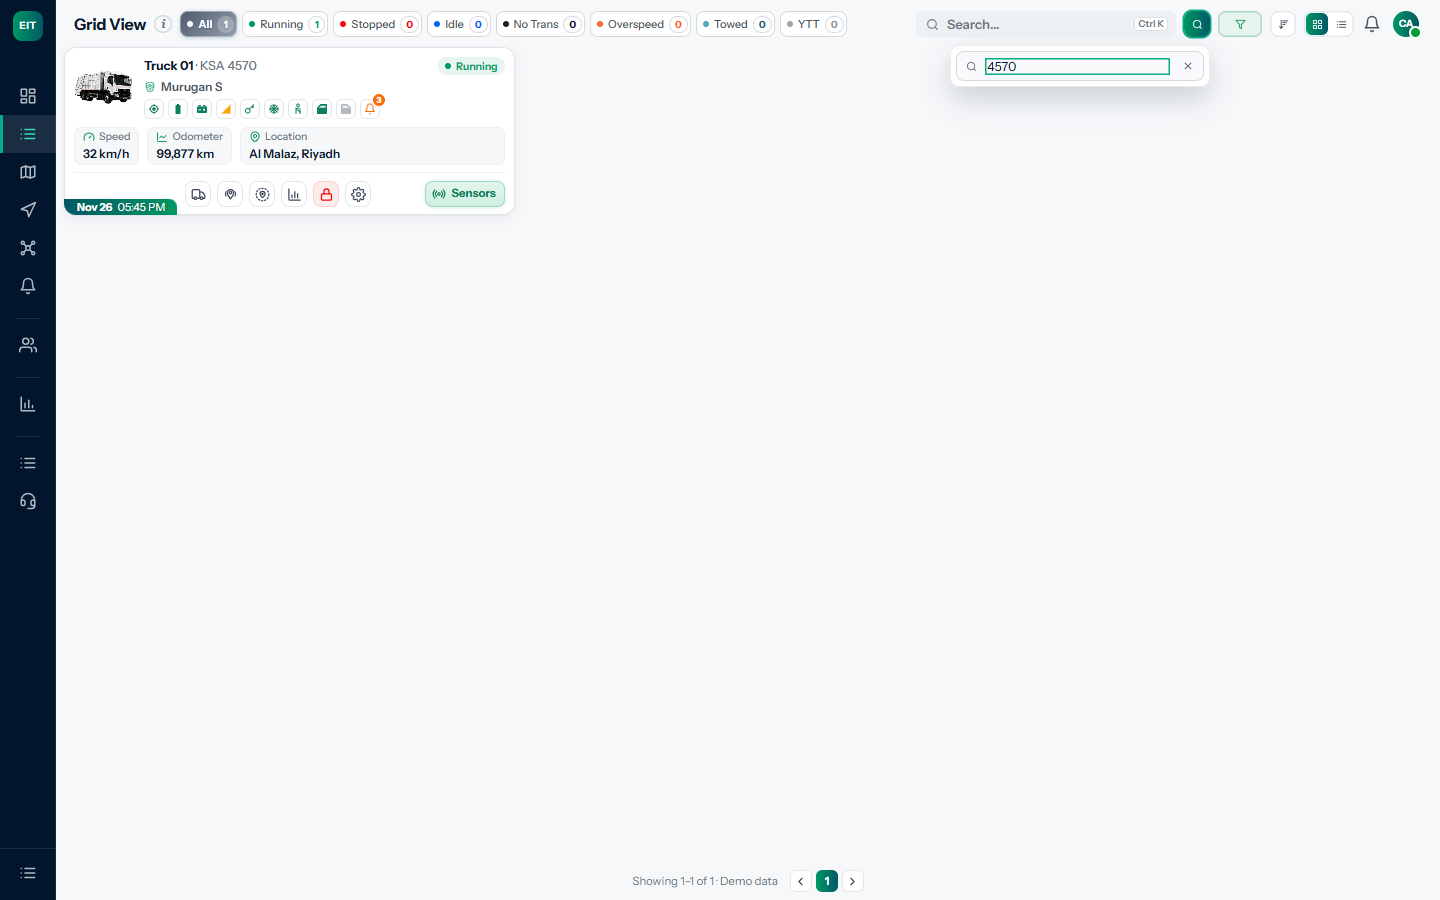 EIT
Grid View
i
All 1
Running 1
Stopped 0
Idle 0
No Trans 0
Overspeed 0
Towed 0
YTT 0
Search...
Ctrl K
CA
4570
Truck 01 · KSA 4570
Running
Murugan S
3
Speed
32 km/h
Odometer
99,877 km
Location
Al Malaz, Riyadh
Nov 26 05:45 PM
Sensors
Showing 1–1 of 1 · Demo data
1